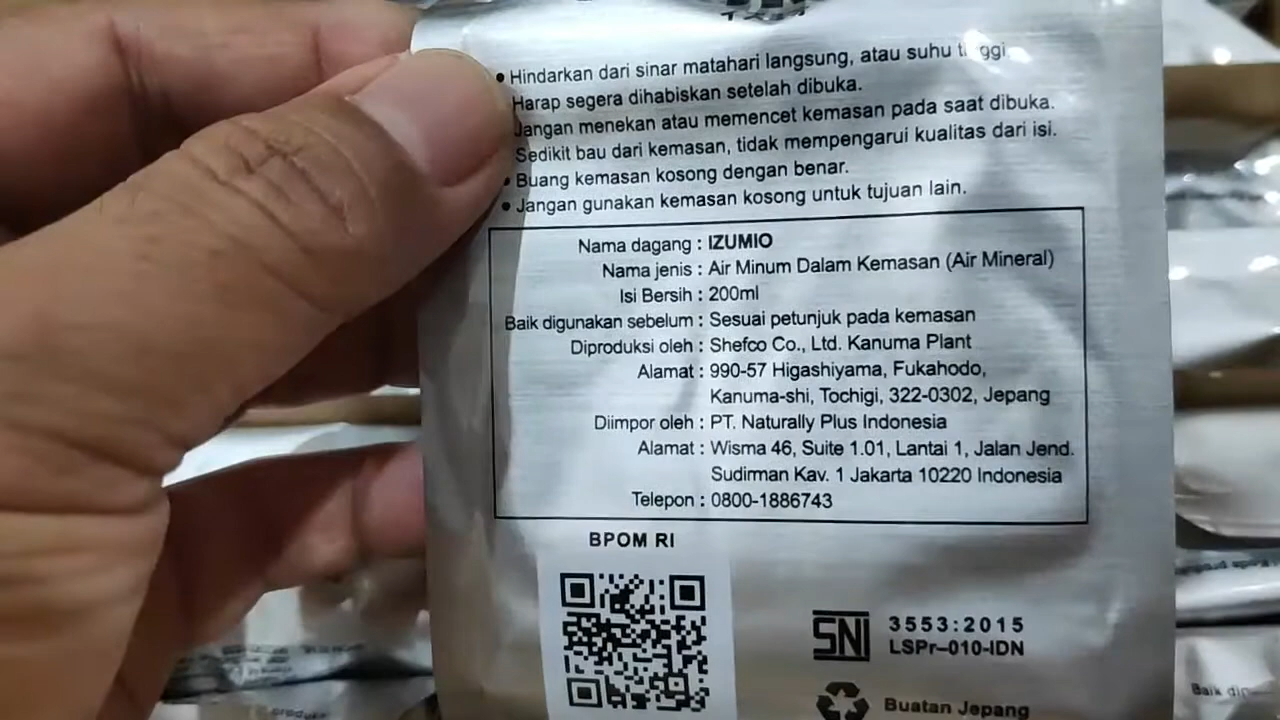 • Hindarkan dari sinar matahari langsung, atau suhu tinggi.
Harap segera dihabiskan setelah dibuka.
Jangan menekan atau memencet kemasan pada saat dibuka.
Sedikit bau dari kemasan, tidak mempengarui kualitas dari isi.
• Buang kemasan kosong dengan benar.
• Jangan gunakan kemasan kosong untuk tujuan lain.
Nama dagang : IZUMIO
Nama jenis : Air Minum Dalam Kemasan (Air Mineral)
Isi Bersih : 200ml
Baik digunakan sebelum : Sesuai petunjuk pada kemasan
Diproduksi oleh : Shefco Co., Ltd. Kanuma Plant
Alamat : 990-57 Higashiyama, Fukahodo,
Kanuma-shi, Tochigi, 322-0302, Jepang
Diimpor oleh : PT. Naturally Plus Indonesia
Alamat : Wisma 46, Suite 1.01, Lantai 1, Jalan Jend.
Sudirman Kav. 1 Jakarta 10220 Indonesia
Telepon : 0800-1886743
BPOM RI
SNI 3553:2015
LSPr–010-IDN
Buatan Jepang
Baik